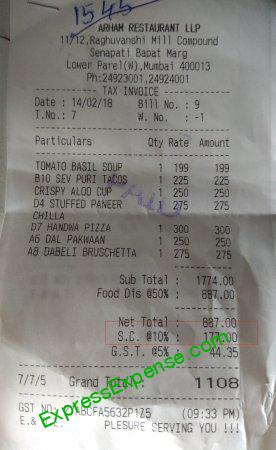 1545
ARHAM RESTAURANT LLP
11/12,Raghuvanshi Mill Compound
Senapati Bapat Marg
Lower Parel(W),Mumbai 400013
Ph:24923001,24924001
TAX INVOICE
Date : 14/02/18 Bill No. : 9
T.No. : 7 W.No. : -1
Particulars Qty Rate Amount
TOMATO BASIL SOUP 1 199 199
B10 SEV PURI TACOS 1 225 225
CRISPY ALOO CUP 1 250 250
D4 STUFFED PANEER 1 275 275
CHILLA
D7 HANDWA PIZZA 1 300 300
A6 DAL PAKWAAN 1 250 250
A8 DABELI BRUSCHETTA 1 275 275
Sub Total : 1774.00
Food Dis @50% : 887.00
Net Total : 887.00
S.C. @10% : 177.00
G.S.T. @5% : 44.35
7/7/5 Grand Total : 1108
GST No. ABCFA5632P1Z5 (09:33 PM)
E.& PLESURE SERVING YOU !!!
ExpressExpense.com